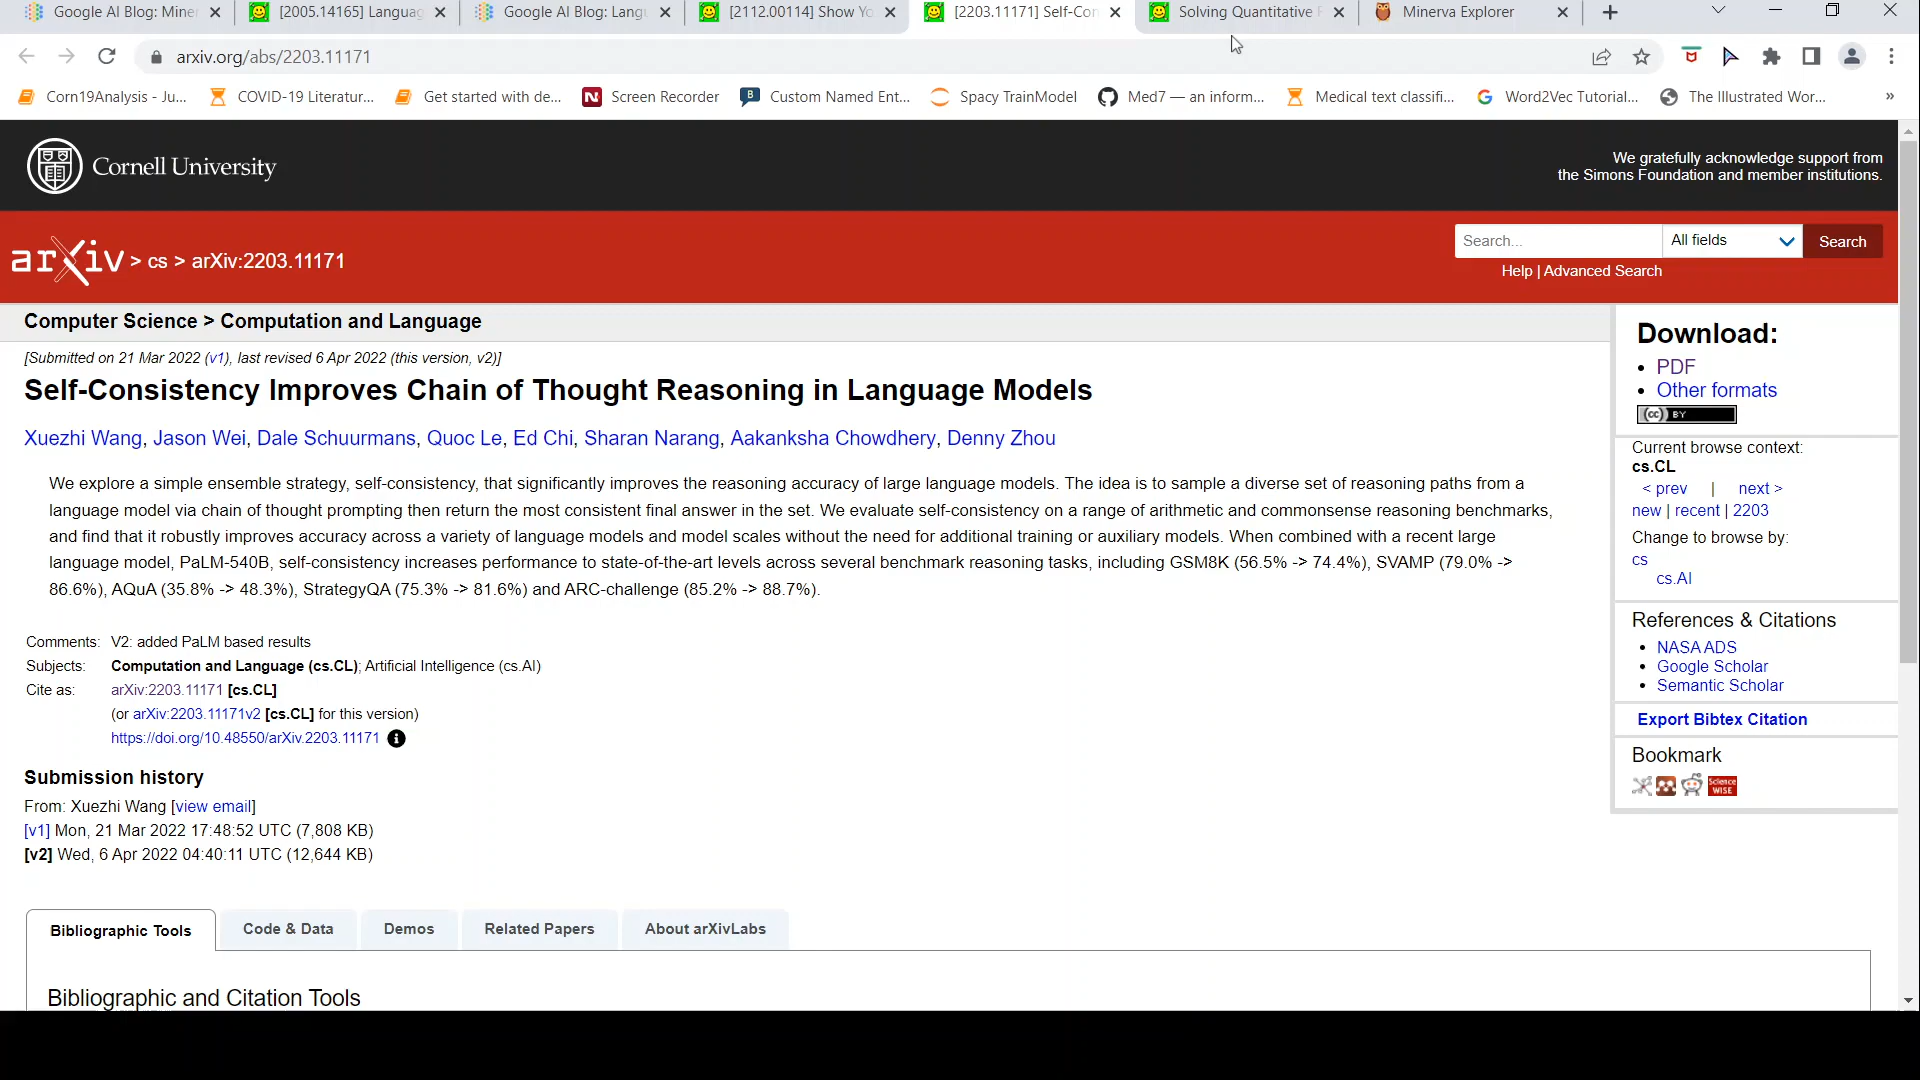 Google AI Blog: Miner
[2005.14165] Languag
Google AI Blog: Lang
[2112.00114] Show Yo
[2203.11171] Self-Con
Solving Quantitative R
Minerva Explorer
arxiv.org/abs/2203.11171
Corn19Analysis - Ju...
COVID-19 Literatur...
Get started with de...
Screen Recorder
Custom Named Ent...
Spacy TrainModel
Med7 — an inform...
Medical text classifi...
Word2Vec Tutorial...
The Illustrated Wor...
»
Cornell University
We gratefully acknowledge support from
the Simons Foundation and member institutions.
arXiv > cs > arXiv:2203.11171
Search...
All fields
Search
Help | Advanced Search
Computer Science > Computation and Language
[Submitted on 21 Mar 2022 (v1), last revised 6 Apr 2022 (this version, v2)]
Self-Consistency Improves Chain of Thought Reasoning in Language Models
Xuezhi Wang, Jason Wei, Dale Schuurmans, Quoc Le, Ed Chi, Sharan Narang, Aakanksha Chowdhery, Denny Zhou
We explore a simple ensemble strategy, self-consistency, that significantly improves the reasoning accuracy of large language models. The idea is to sample a diverse set of reasoning paths from a
language model via chain of thought prompting then return the most consistent final answer in the set. We evaluate self-consistency on a range of arithmetic and commonsense reasoning benchmarks,
and find that it robustly improves accuracy across a variety of language models and model scales without the need for additional training or auxiliary models. When combined with a recent large
language model, PaLM-540B, self-consistency increases performance to state-of-the-art levels across several benchmark reasoning tasks, including GSM8K (56.5% -> 74.4%), SVAMP (79.0% ->
86.6%), AQuA (35.8% -> 48.3%), StrategyQA (75.3% -> 81.6%) and ARC-challenge (85.2% -> 88.7%).
Comments: V2: added PaLM based results
Subjects: Computation and Language (cs.CL); Artificial Intelligence (cs.AI)
Cite as: arXiv:2203.11171 [cs.CL]
(or arXiv:2203.11171v2 [cs.CL] for this version)
https://doi.org/10.48550/arXiv.2203.11171
Submission history
From: Xuezhi Wang [view email]
[v1] Mon, 21 Mar 2022 17:48:52 UTC (7,808 KB)
[v2] Wed, 6 Apr 2022 04:40:11 UTC (12,644 KB)
Bibliographic Tools
Code & Data
Demos
Related Papers
About arXivLabs
Bibliographic and Citation Tools
Download:
PDF
Other formats
(cc) BY
Current browse context:
cs.CL
< prev | next >
new | recent | 2203
Change to browse by:
cs
cs.AI
References & Citations
NASA ADS
Google Scholar
Semantic Scholar
Export Bibtex Citation
Bookmark
Science
WISE